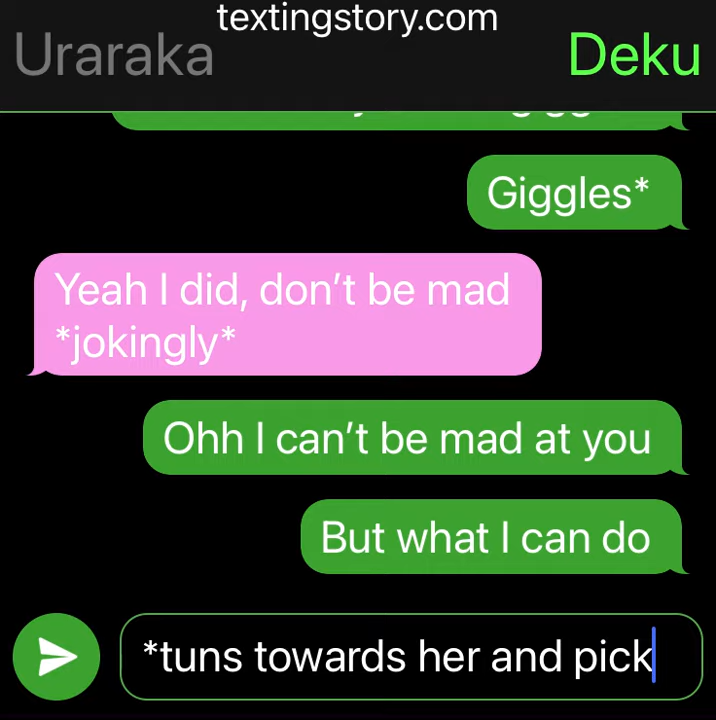 textingstory.com
Uraraka
Deku
Giggles*
Yeah I did, don’t be mad
*jokingly*
Ohh I can’t be mad at you
But what I can do
*tuns towards her and pick